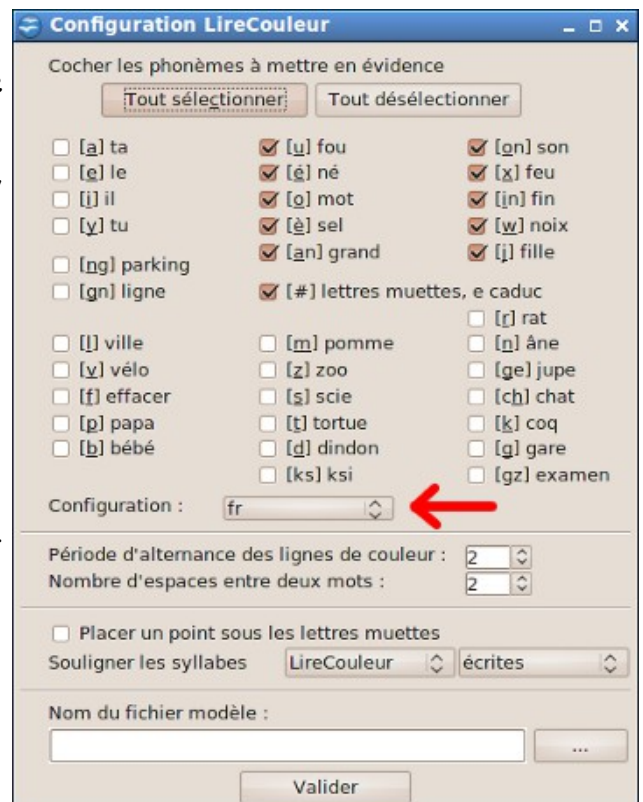 Configuration LireCouleur
Cocher les phonèmes à mettre en évidence
Tout sélectionner Tout désélectionner
[a] ta [u] fou [on] son
[e] le [é] né [x] feu
[i] il [o] mot [in] fin
[y] tu [è] sel [w] noix
[an] grand [j] fille
[ng] parking
[gn] ligne [#] lettres muettes, e caduc
[r] rat
[l] ville [m] pomme [n] âne
[v] vélo [z] zoo [ge] jupe
[f] effacer [s] scie [ch] chat
[p] papa [t] tortue [k] coq
[b] bébé [d] dindon [g] gare
[ks] ksi [gz] examen
Configuration : fr
Période d'alternance des lignes de couleur : 2
Nombre d'espaces entre deux mots : 2
Placer un point sous les lettres muettes
Souligner les syllabes LireCouleur écrites
Nom du fichier modèle :
...
Valider